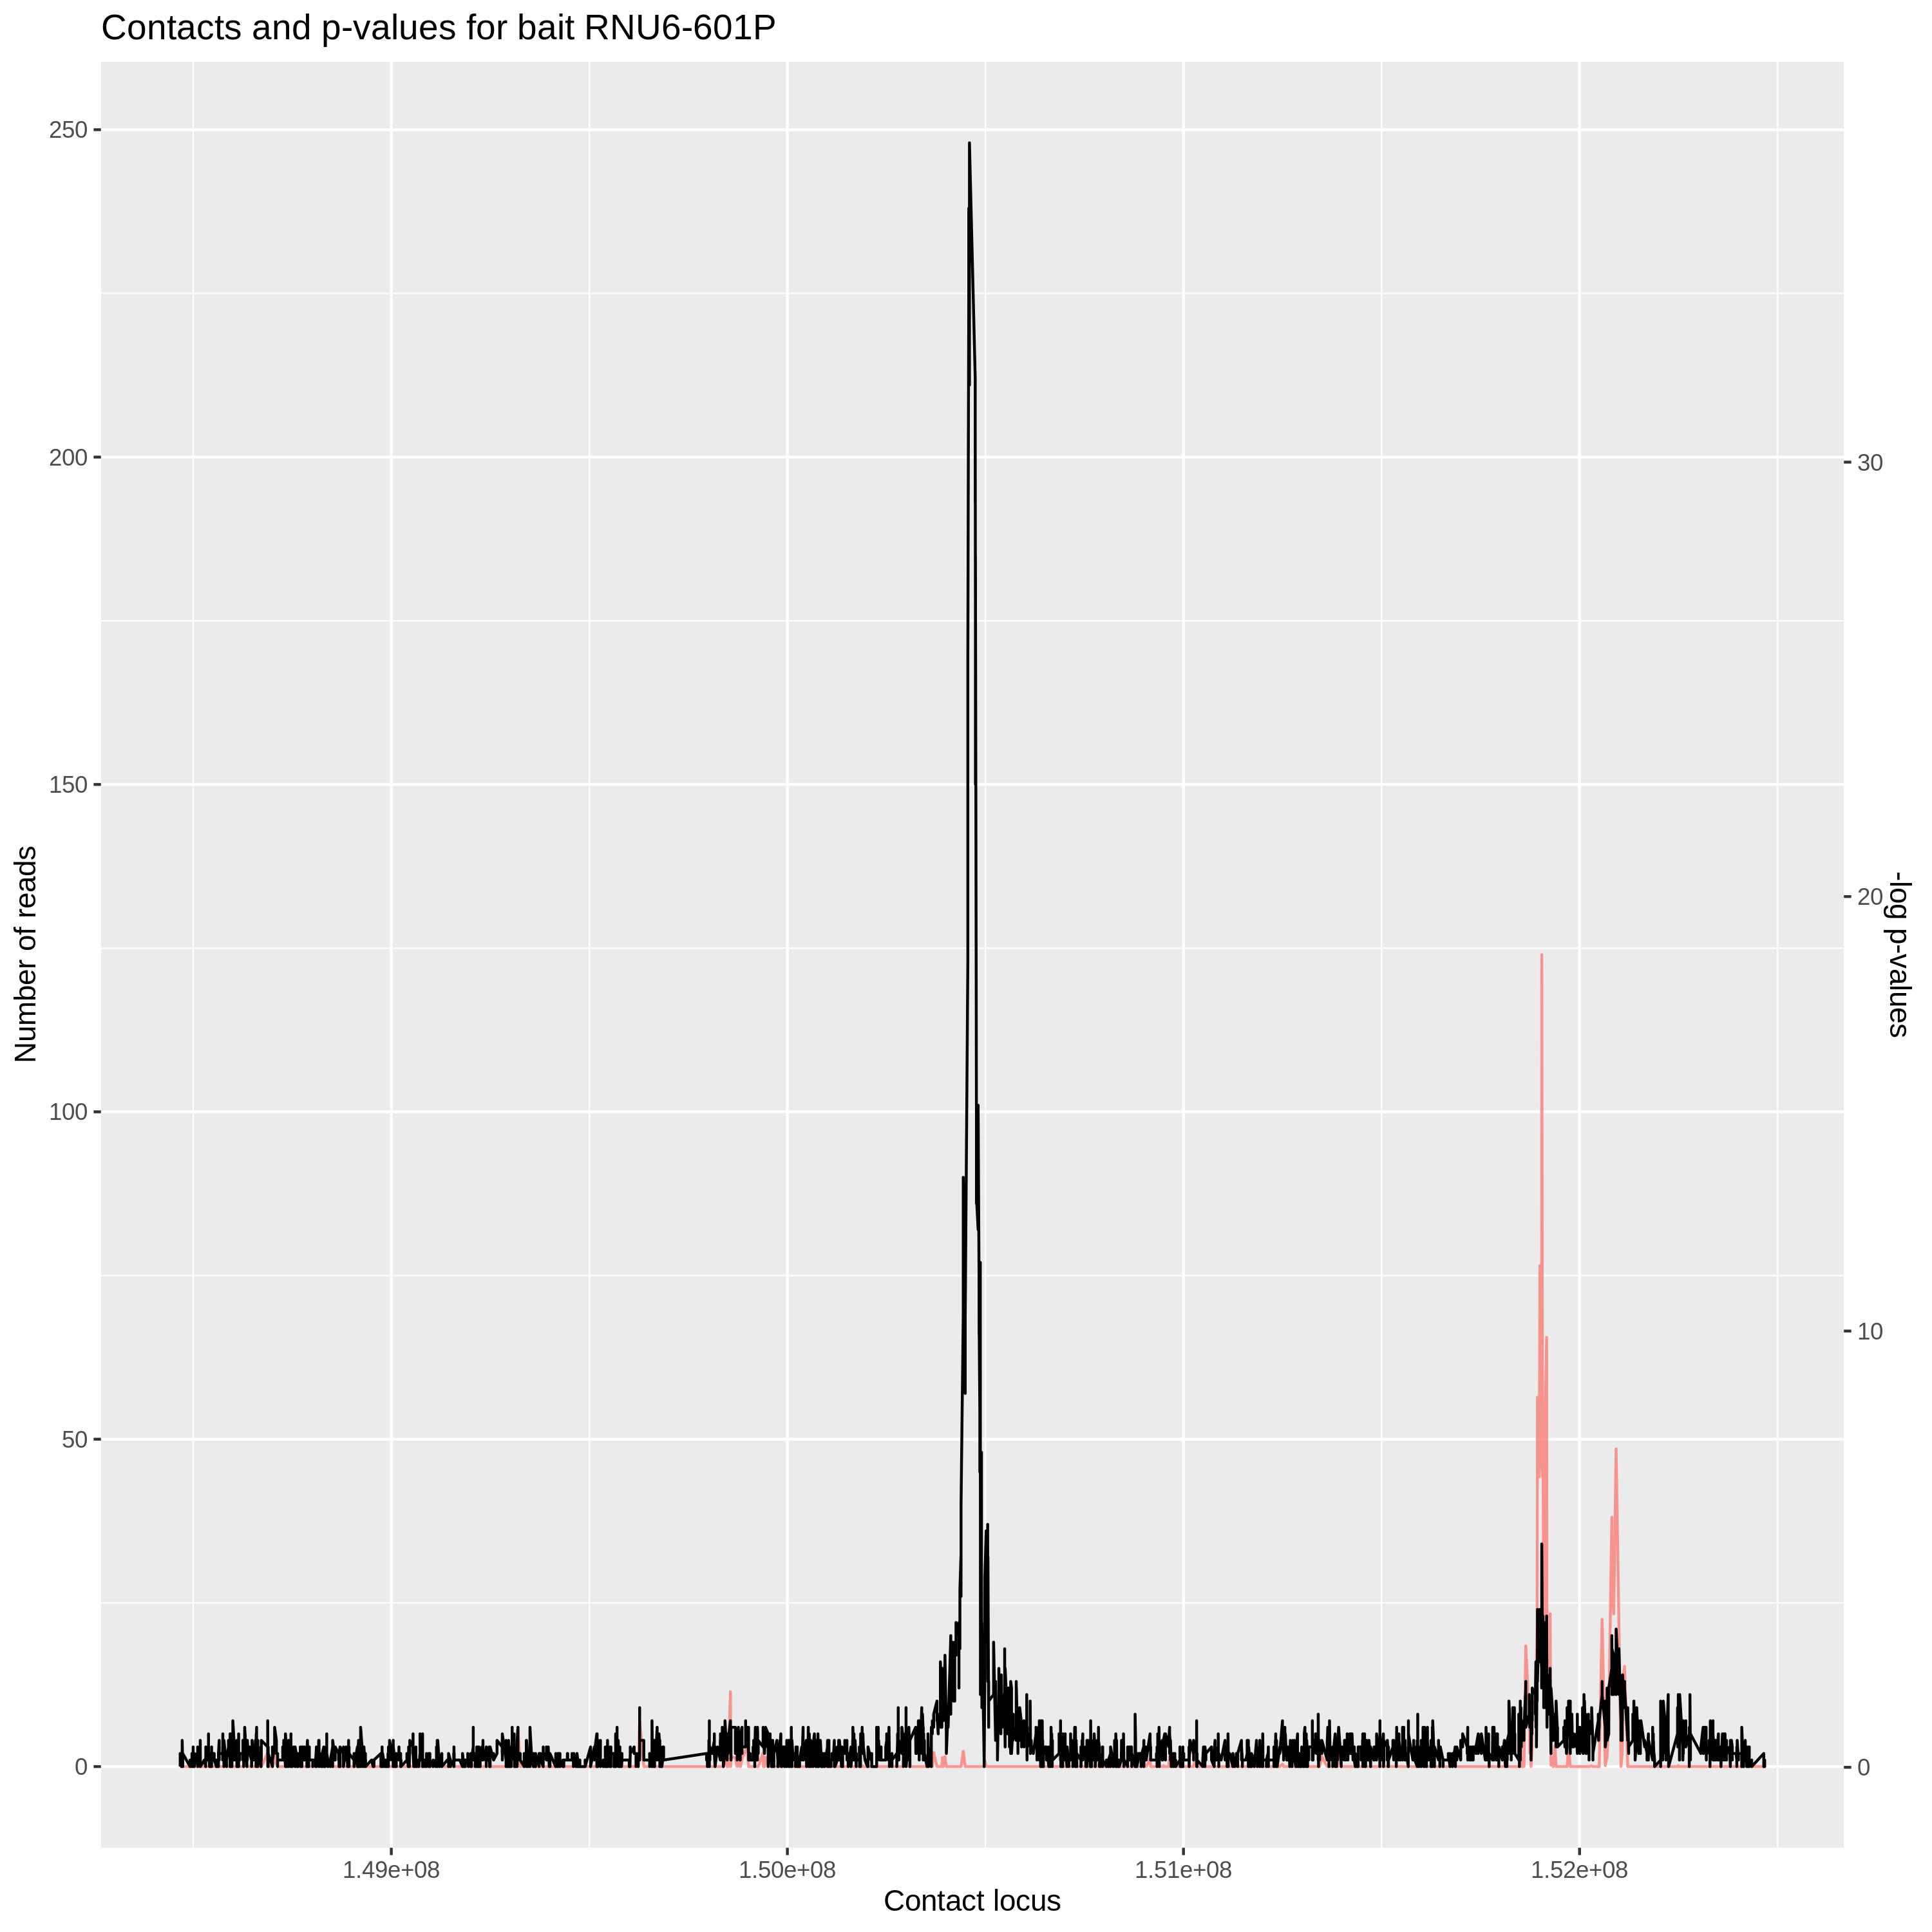 Contacts and p-values for bait RNU6-601P
250
200
150
100
50
0
Number of reads
30
20
10
0
-log p-values
1.49e+08
1.50e+08
1.51e+08
1.52e+08
Contact locus